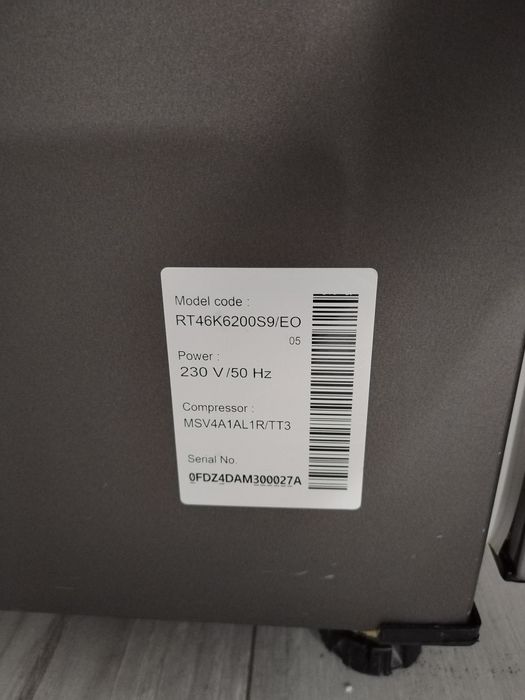 Model code :
RT46K6200S9/EO
05
Power :
230 V /50 Hz
Compressor :
MSV4A1AL1R/TT3
Serial No.
0FDZ4DAM300027A